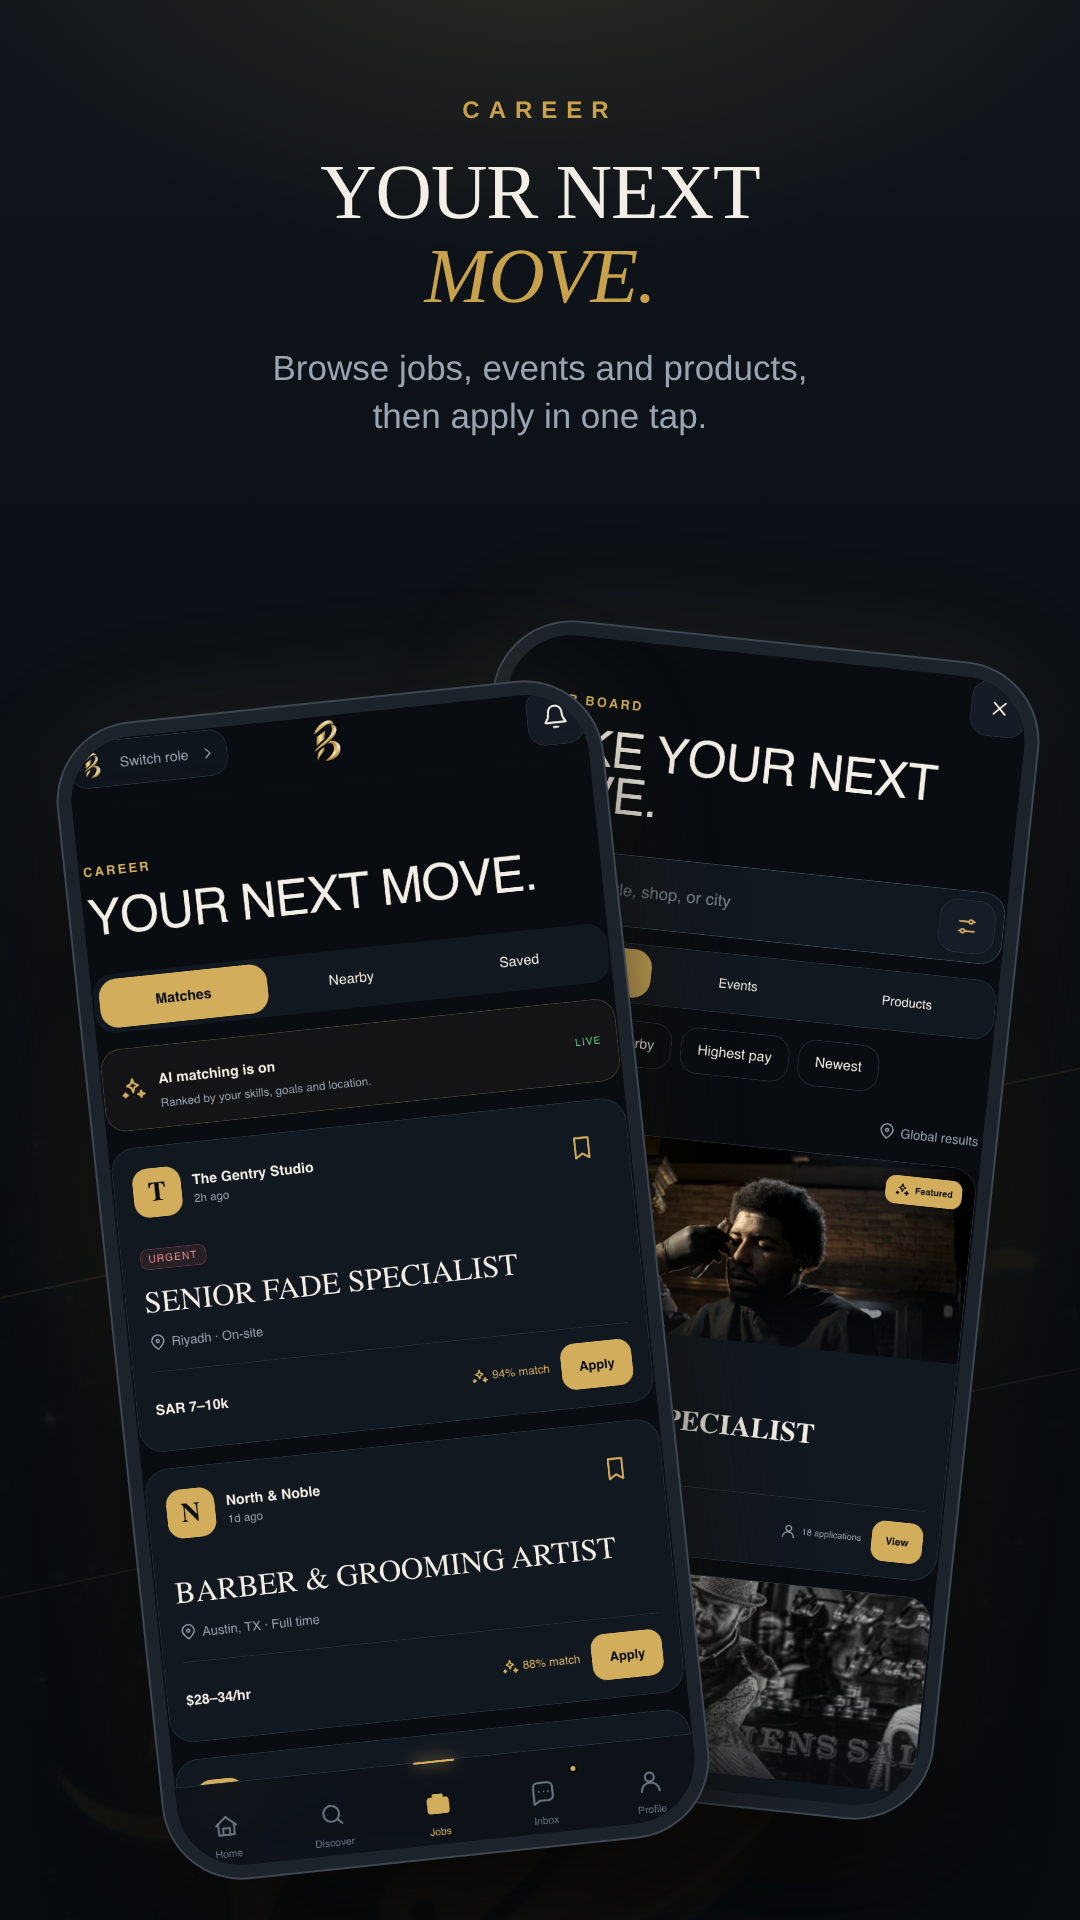 CAREER
YOUR NEXT
MOVE.
Browse jobs, events and products,
then apply in one tap.
Switch role
CAREER
YOUR NEXT MOVE.
Matches
Nearby
Saved
AI matching is on
LIVE
Ranked by your skills, goals and location.
T
The Gentry Studio
2h ago
URGENT
SENIOR FADE SPECIALIST
Riyadh · On-site
SAR 7–10k
94% match
Apply
N
North & Noble
1d ago
BARBER & GROOMING ARTIST
Austin, TX · Full time
$28–34/hr
88% match
Apply
Home
Discover
Jobs
Inbox
Profile
BOARD
YOUR NEXT
shop, or city
Events
Products
Highest pay
Newest
Global results
Featured
18 applications
View